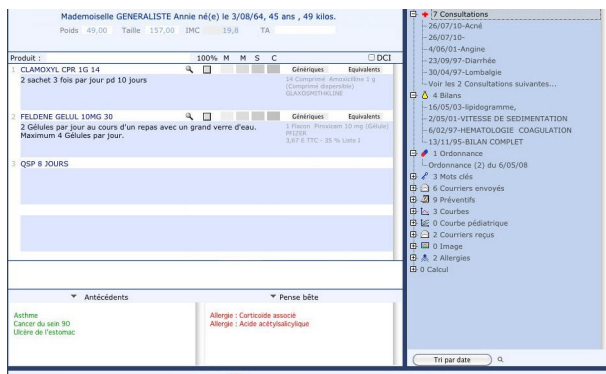 Mademoiselle GENERALISTE Annie né(e) le 3/08/64, 45 ans , 49 kilos.
Poids 49,00 Taille 157,00 IMC 19,8 TA
Produit : 100% M M S C DCI
1 CLAMOXYL CPR 1G 14 Génériques Equivalents
2 sachet 3 fois par jour pd 10 jours
14 Comprimé Amoxicilline 1 g
(Comprimé dispersible)
GLAXOSMITHKLINE
2 FELDENE GELUL 10MG 30 Génériques Equivalents
2 Gélules par jour au cours d'un repas avec un grand verre d'eau.
Maximum 4 Gélules par jour.
1 Flacon Piroxicam 10 mg (Gélule)
PFIZER
3,67 € TTC - 35 % Liste I
3 QSP 8 JOURS
Antécédents
Asthme
Cancer du sein 90
Ulcère de l'estomac
Pense bête
Allergie : Corticoide associé
Allergie : Acide acétylsalicylique
7 Consultations
26/07/10-Acné
26/07/10-
4/06/01-Angine
23/09/97-Diarrhée
30/04/97-Lombalgie
Voir les 2 Consultations suivantes...
4 Bilans
16/05/03-lipidogramme,
2/05/01-VITESSE DE SEDIMENTATION
6/02/97-HEMATOLOGIE COAGULATION
13/11/95-BILAN COMPLET
1 Ordonnance
Ordonnance (2) du 6/05/08
3 Mots clés
6 Courriers envoyés
9 Préventifs
3 Courbes
0 Courbe pédiatrique
2 Courriers reçus
0 Image
2 Allergies
0 Calcul
Tri par date